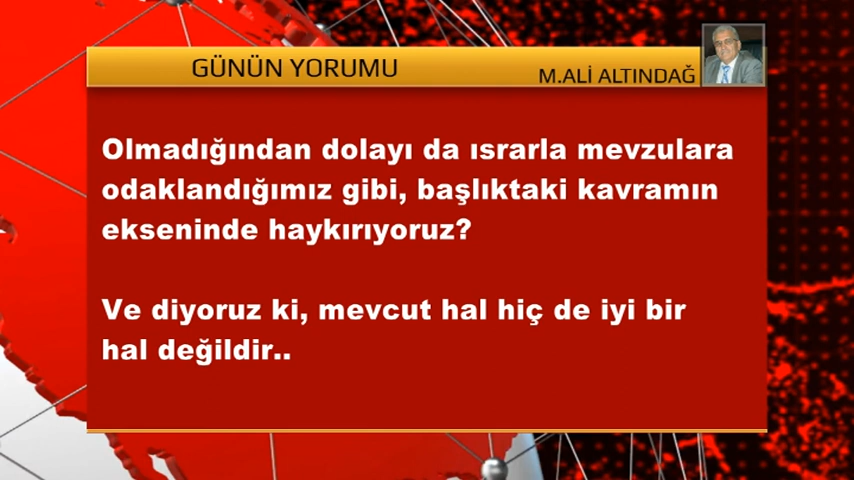 GÜNÜN YORUMU
M.ALİ ALTINDAĞ
Olmadığından dolayı da ısrarla mevzulara
odaklandığımız gibi, başlıktaki kavramın
ekseninde haykırıyoruz?
Ve diyoruz ki, mevcut hal hiç de iyi bir
hal değildir..